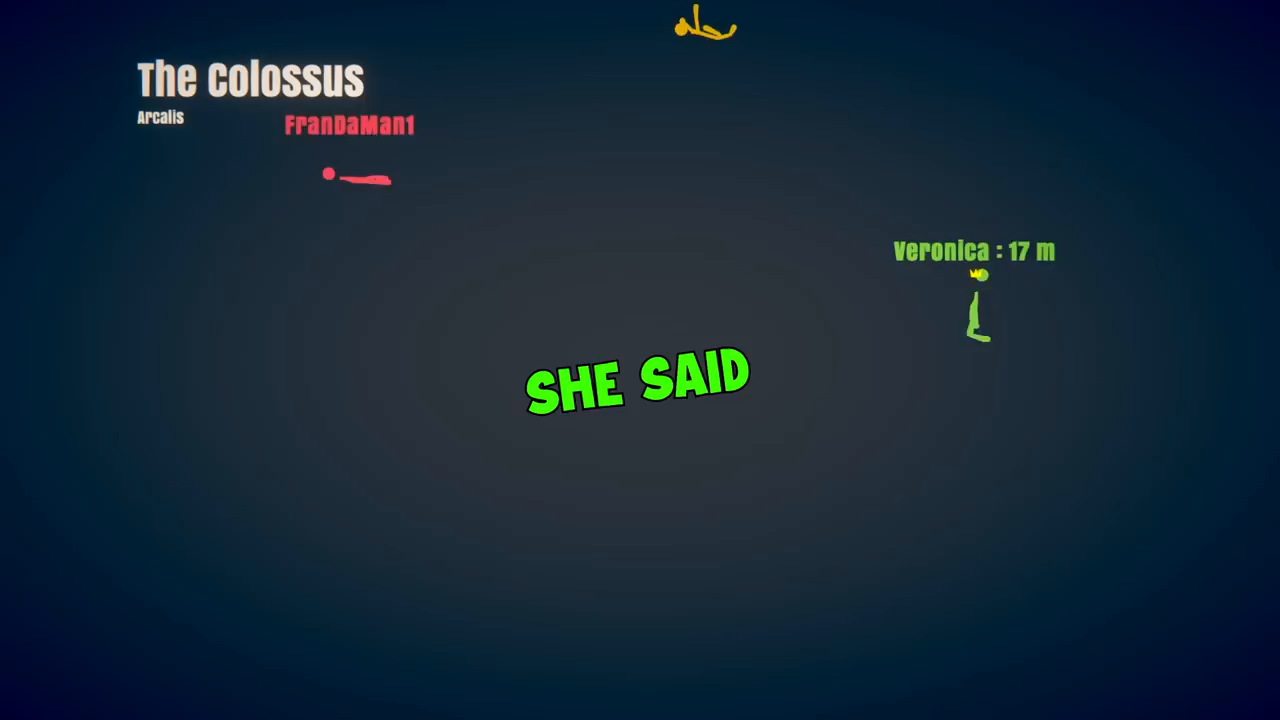 The Colossus
Arcalis
FranDaMan1
Veronica : 17 m
SHE SAID